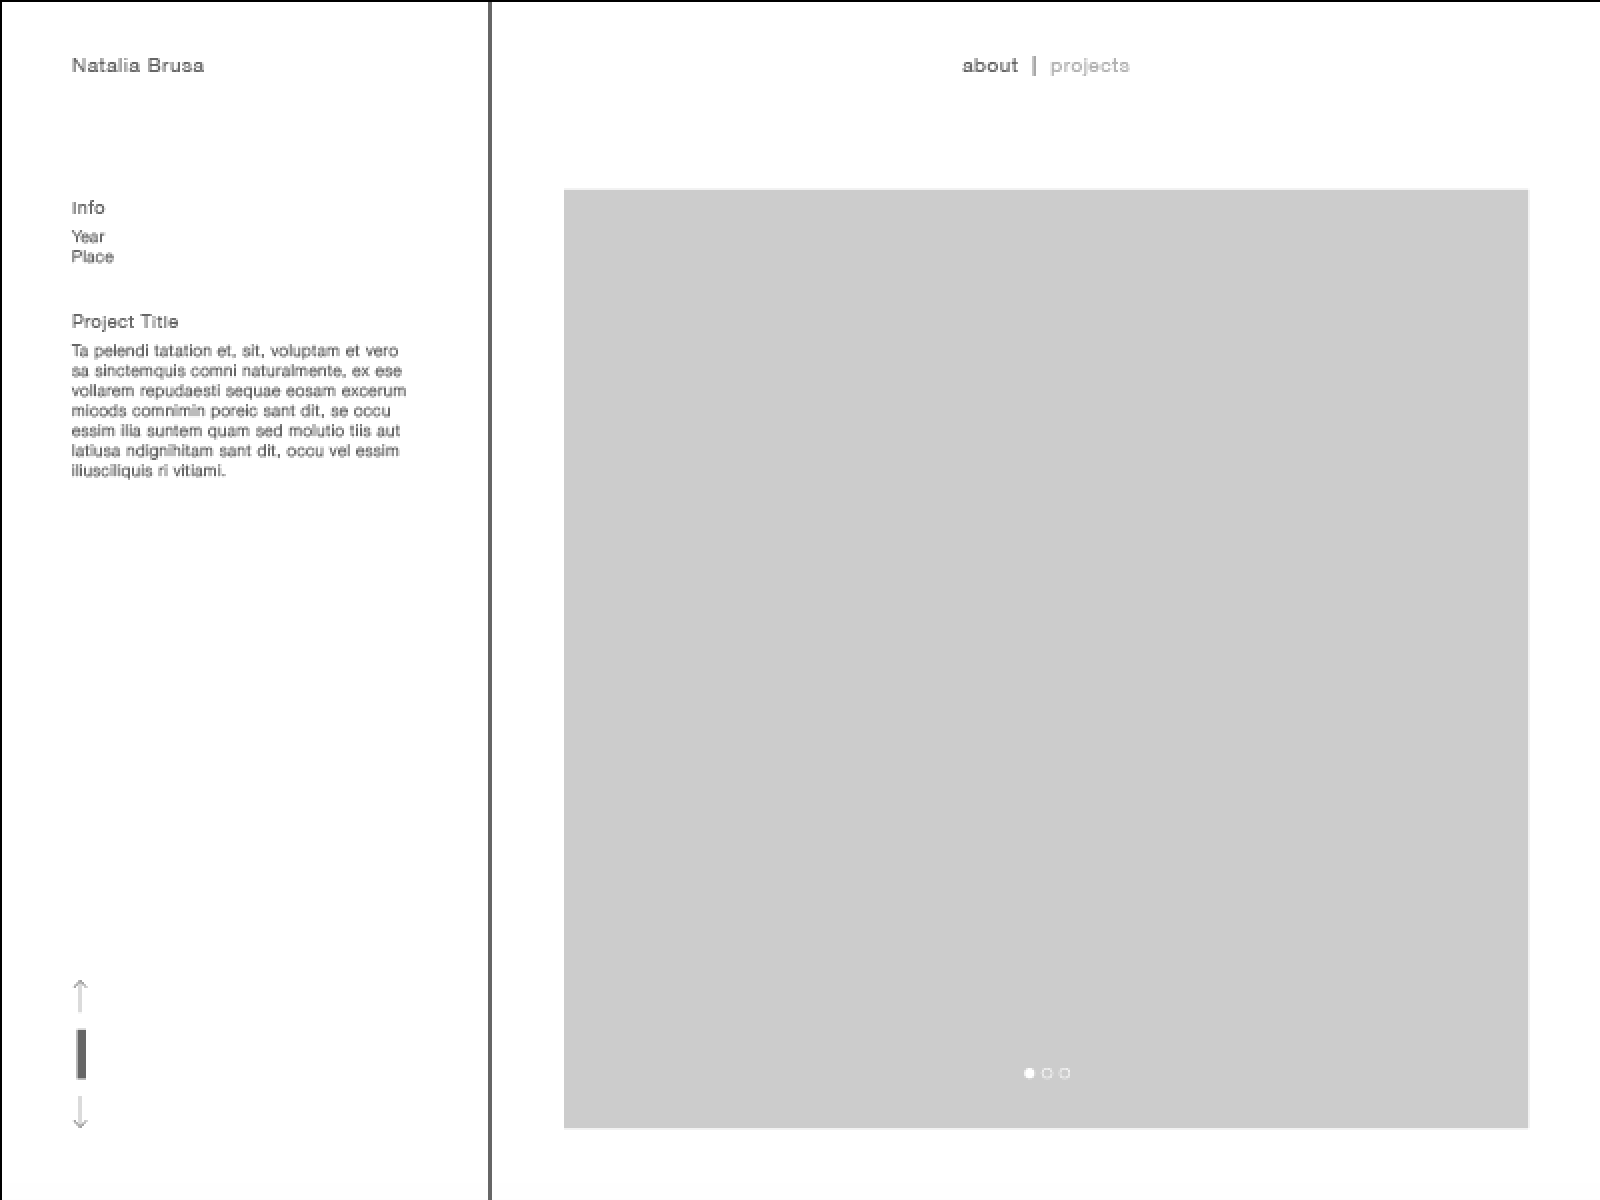 Natalia Brusa
about | projects
Info
Year
Place
Project Title
Ta pelendi tatation et, sit, voluptam et vero
sa sinctemquis comni naturalmente, ex ese
vollarem repudaesti sequae eosam excerum
micods comnimin poreic sant dit, se occu
essim ilia suntem quam sed molutio tiis aut
latiusa ndignihitam sant dit, occu vel essim
iliusciliquis ri vitiami.